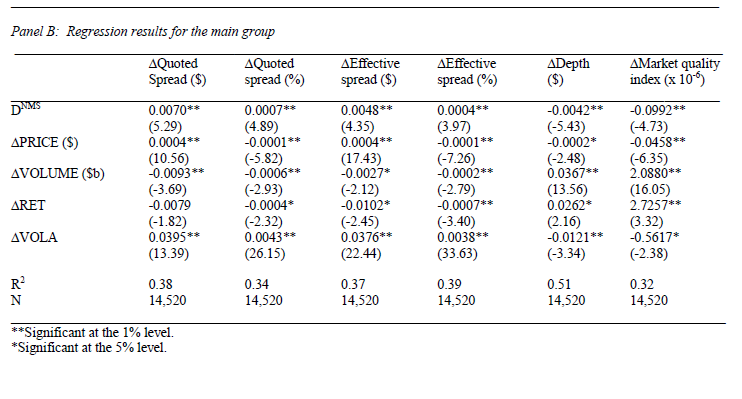 Panel B: Regression results for the main group
ΔQuoted ΔQuoted ΔEffective ΔEffective ΔDepth ΔMarket quality
Spread ($) spread (%) spread ($) spread (%) ($) index (x 10⁻⁶)
Dᴺᴹˢ 0.0070** 0.0007** 0.0048** 0.0004** -0.0042** -0.0992**
(5.29) (4.89) (4.35) (3.97) (-5.43) (-4.73)
ΔPRICE ($) 0.0004** -0.0001** 0.0004** -0.0001** -0.0002* -0.0458**
(10.56) (-5.82) (17.43) (-7.26) (-2.48) (-6.35)
ΔVOLUME ($b) -0.0093** -0.0006** -0.0027* -0.0002** 0.0367** 2.0880**
(-3.69) (-2.93) (-2.12) (-2.79) (13.56) (16.05)
ΔRET -0.0079 -0.0004* -0.0102* -0.0007** 0.0262* 2.7257**
(-1.82) (-2.32) (-2.45) (-3.40) (2.16) (3.32)
ΔVOLA 0.0395** 0.0043** 0.0376** 0.0038** -0.0121** -0.5617*
(13.39) (26.15) (22.44) (33.63) (-3.34) (-2.38)
R² 0.38 0.34 0.37 0.39 0.51 0.32
N 14,520 14,520 14,520 14,520 14,520 14,520
**Significant at the 1% level.
*Significant at the 5% level.